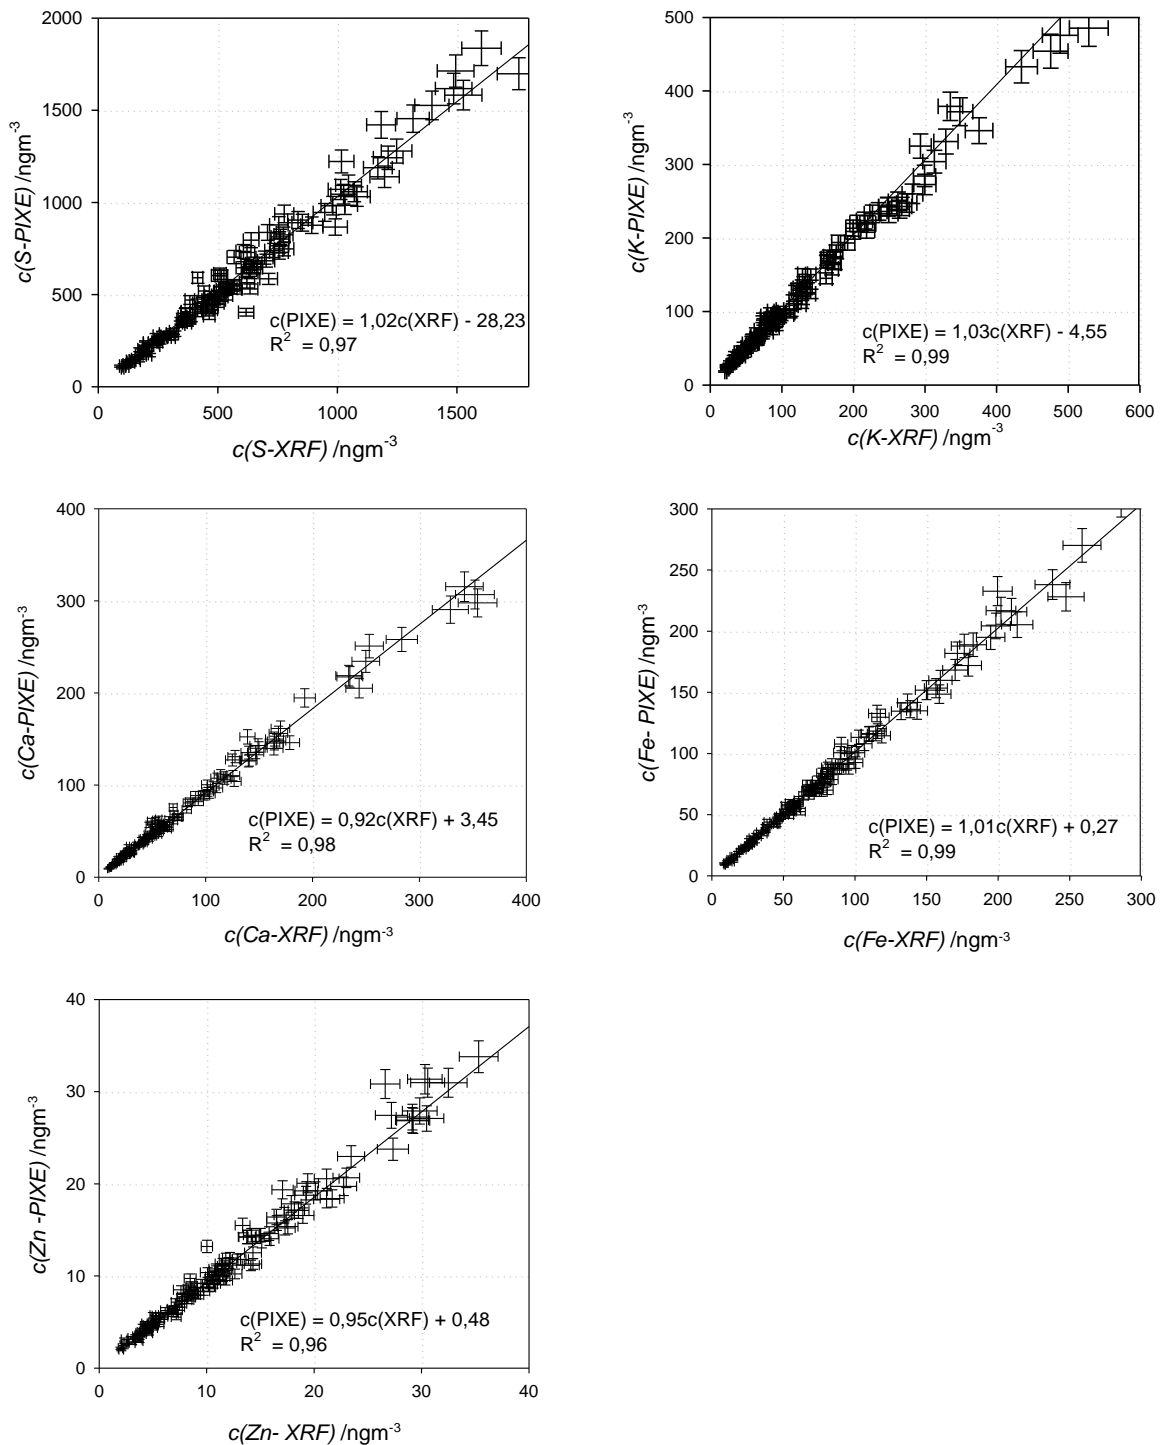 2000
1500
1000
500
0
c(S-PIXE) /ngm-3
c(PIXE) = 1,02c(XRF) - 28,23
R2 = 0,97
0 500 1000 1500
c(S-XRF) /ngm-3
500
400
300
200
100
0
c(K-PIXE) /ngm-3
c(PIXE) = 1,03c(XRF) - 4,55
R2 = 0,99
0 100 200 300 400 500 600
c(K-XRF) /ngm-3
400
300
200
100
0
c(Ca-PIXE) /ngm-3
c(PIXE) = 0,92c(XRF) + 3,45
R2 = 0,98
0 100 200 300 400
c(Ca-XRF) /ngm-3
300
250
200
150
100
50
0
c(Fe- PIXE) /ngm-3
c(PIXE) = 1,01c(XRF) + 0,27
R2 = 0,99
0 50 100 150 200 250 300
c(Fe-XRF) /ngm-3
40
30
20
10
0
c(Zn -PIXE) /ngm-3
c(PIXE) = 0,95c(XRF) + 0,48
R2 = 0,96
0 10 20 30 40
c(Zn- XRF) /ngm-3